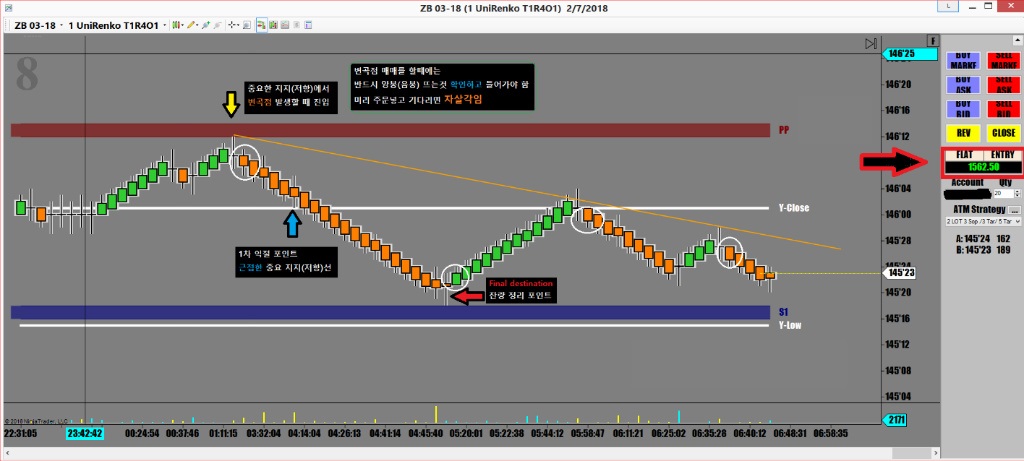 ZB 03-18 (1 UniRenko T1R4O1) 2/7/2018
ZB 03-18 1 UniRenko T1R4O1
F
8
변곡점 매매를 할때에는
반드시 양봉(음봉) 뜨는것 확인하고 들어가야 함
미리 주문넣고 기다리면 자살각임
중요한 지지(저항)에서
변곡점 발생할 때 진입
PP
Y-Close
1차 익절 포인트
근접한 중요 지지(저항)선
Final destination
잔량 정리 포인트
S1
Y-Low
146'25
146'20
146'16
146'12
146'04
146'00
145'28
145'24
145'23
145'20
145'16
145'12
145'08
145'04
2171
BUY MARKE
SELL MARKE
BUY ASK
SELL ASK
BUY BID
SELL BID
REV
CLOSE
FLAT
ENTRY
1562.50
Account
Qty
20
ATM Strategy
2 LOT 3 Sop /3 Tar/ 5 Tar
A: 145'24 162
B: 145'23 189
© 2018 NinjaTrader, LLC
22:31:05
23:42:42
00:24:54
00:37:46
01:11:15
03:32:04
04:14:04
04:26:13
04:41:44
04:45:40
05:20:00
05:22:38
05:44:12
05:58:47
06:11:21
06:25:02
06:35:28
06:40:12
06:48:31
06:58:35